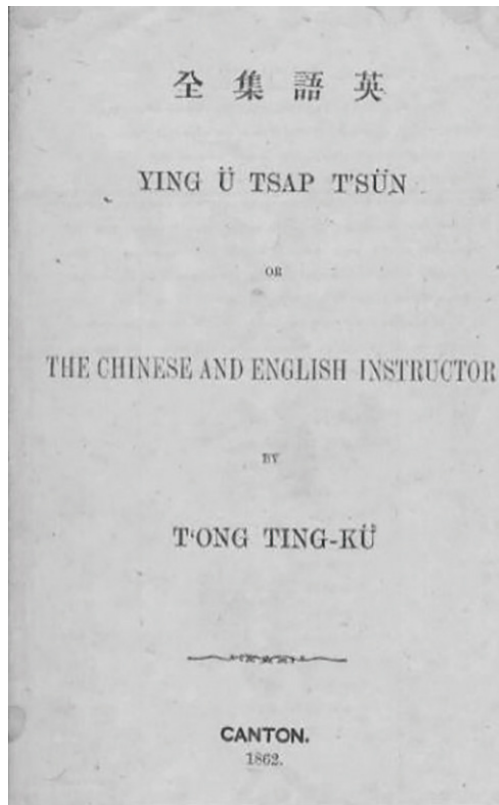 英語集全
YING Ü TSAP T'SÜN
OR
THE CHINESE AND ENGLISH INSTRUCTOR
BY
T‘ONG TING-KÜ
CANTON.
1862.